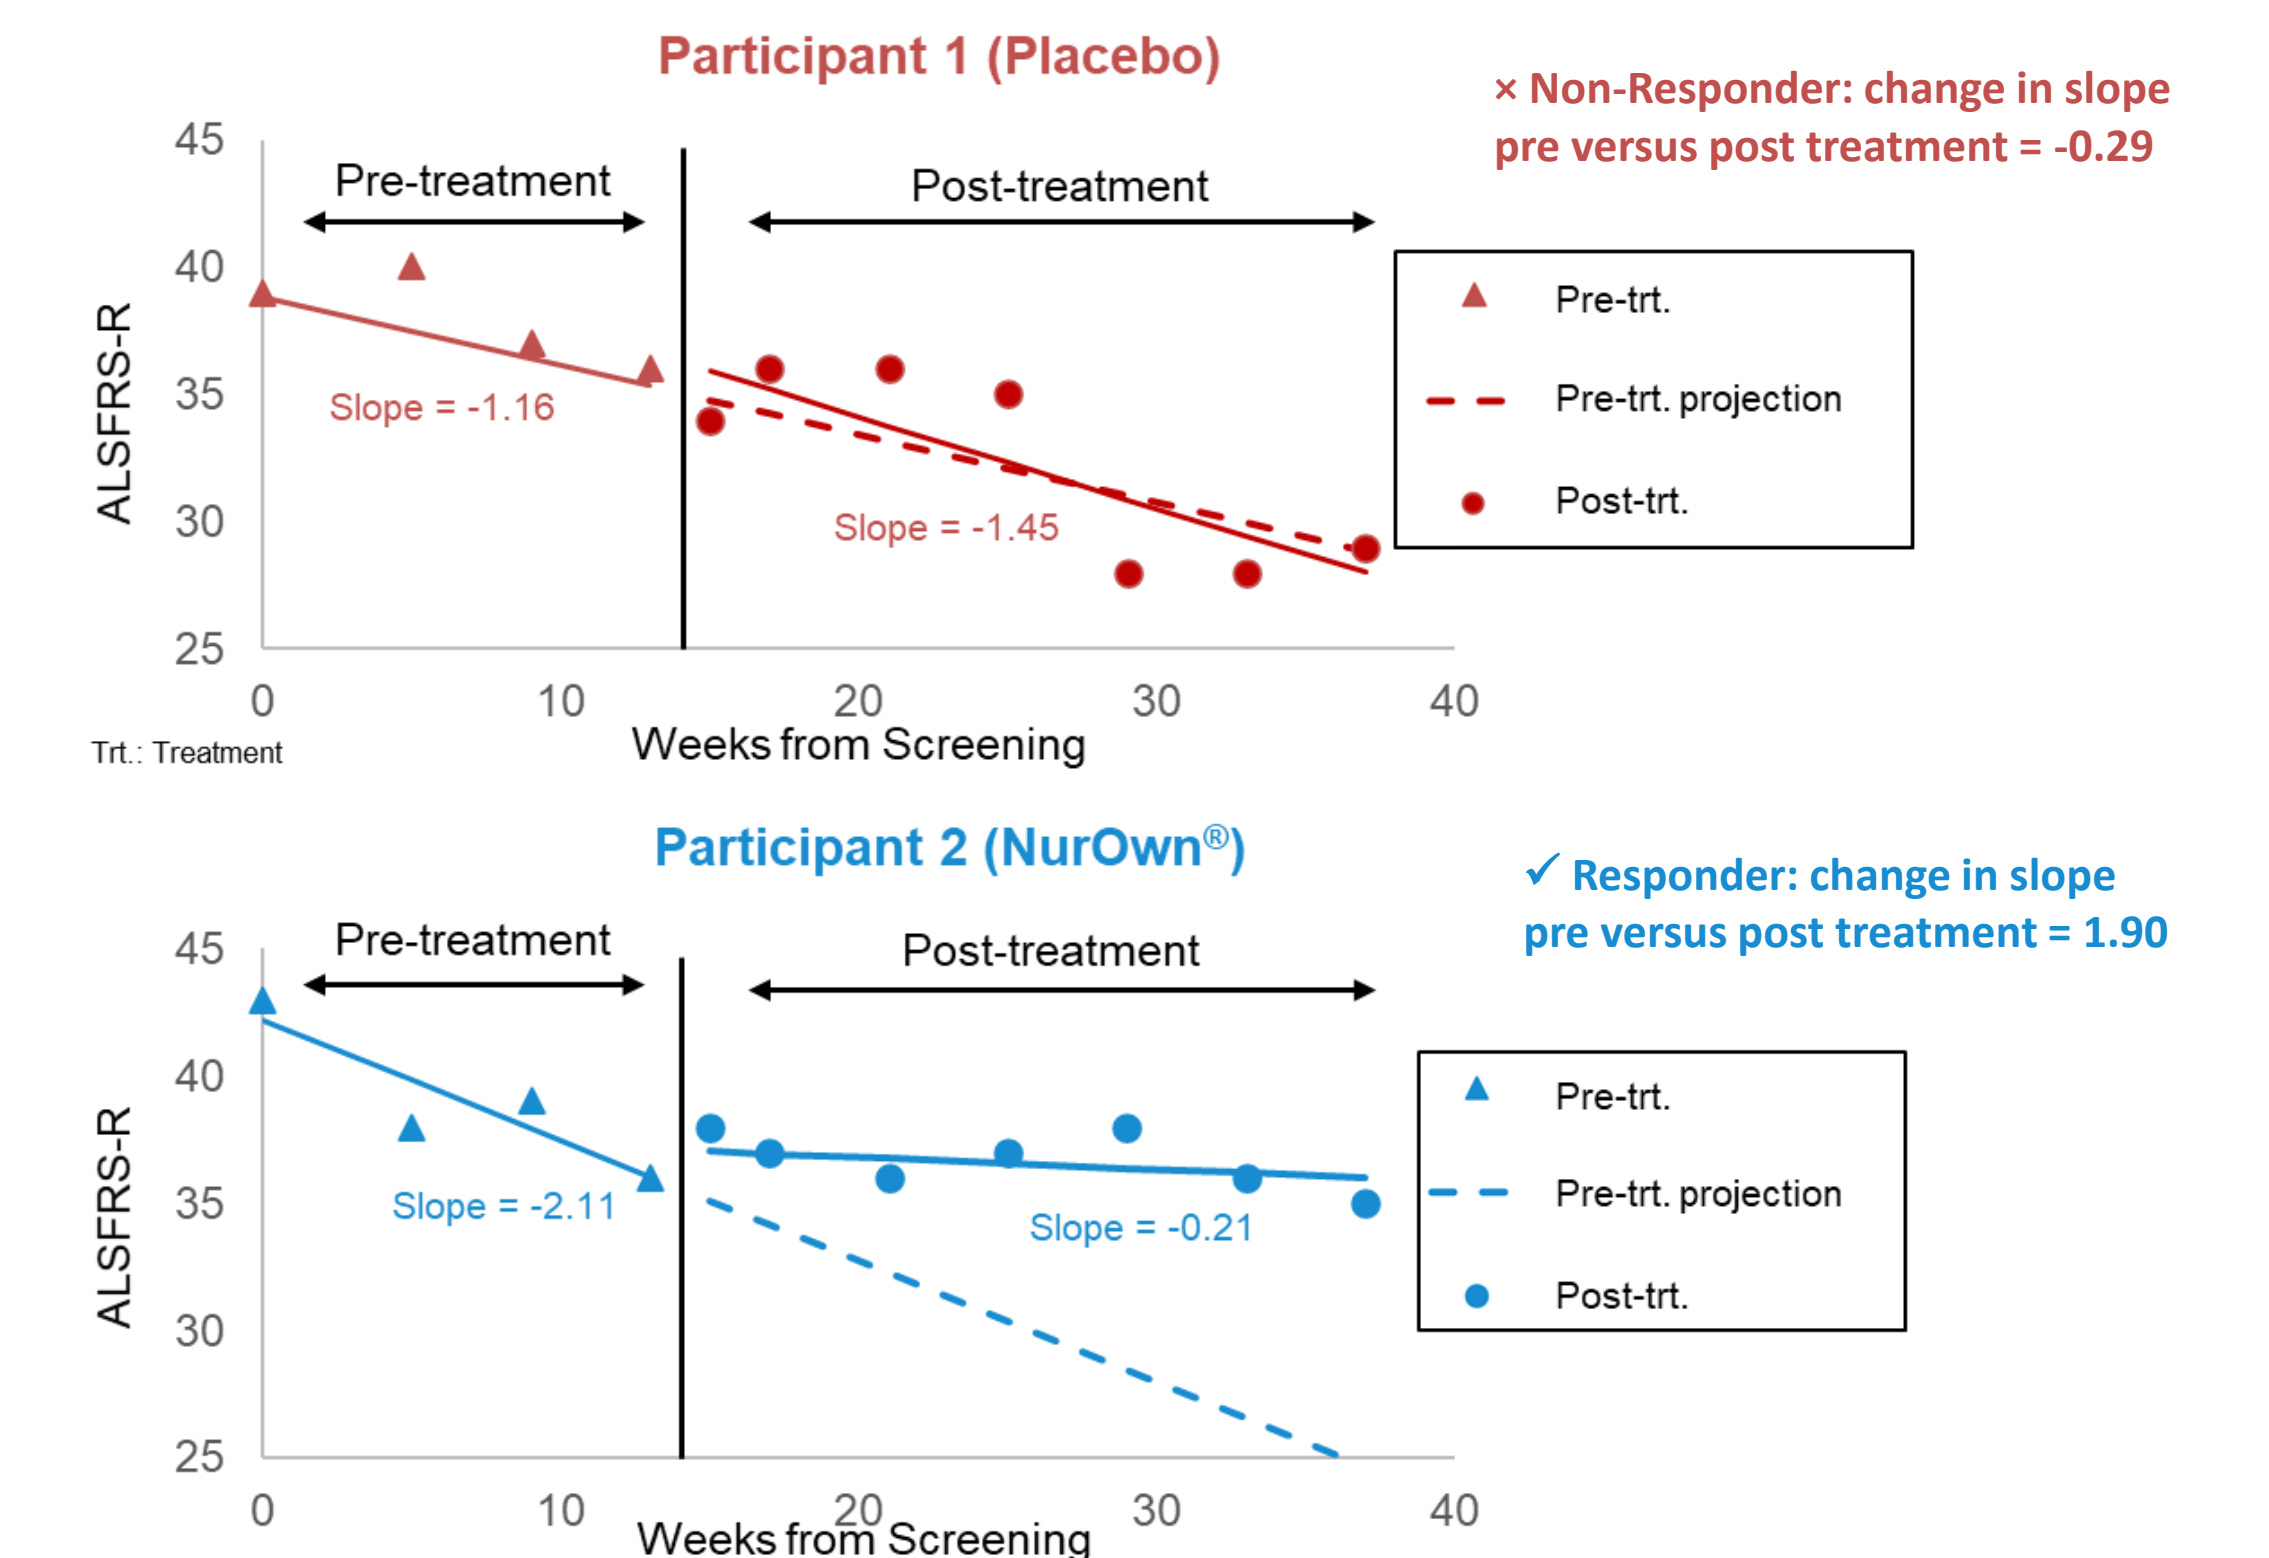 Participant 1 (Placebo)
× Non-Responder: change in slope
pre versus post treatment = -0.29
45
40
35
30
25
ALSFRS-R
Pre-treatment
Post-treatment
Slope = -1.16
Slope = -1.45
Pre-trt.
Pre-trt. projection
Post-trt.
0 10 20 30 40
Weeks from Screening
Trt.: Treatment
Participant 2 (NurOwn®)
✓ Responder: change in slope
pre versus post treatment = 1.90
45
40
35
30
25
ALSFRS-R
Pre-treatment
Post-treatment
Slope = -2.11
Slope = -0.21
Pre-trt.
Pre-trt. projection
Post-trt.
0 10 20 30 40
Weeks from Screening